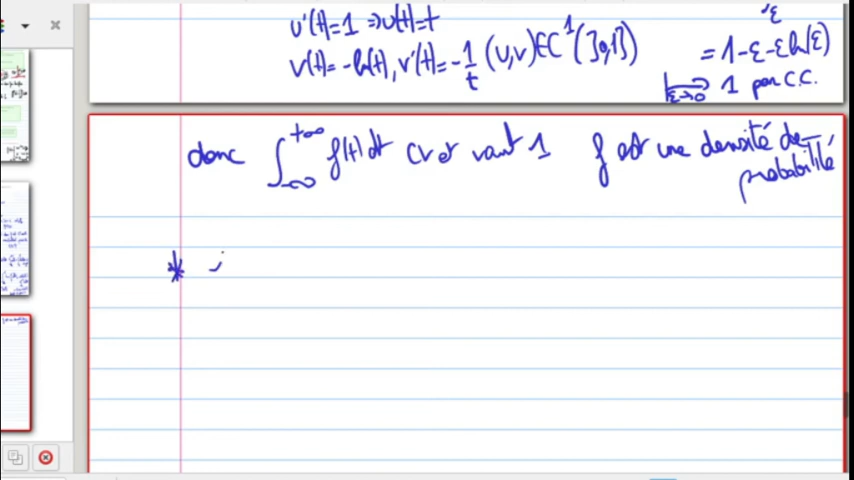 u'(t)=1 ⇒ u(t)=t
v(t)=-ln(t), v'(t)=-1/t (u,v)∈C¹(]0,1])
ε
=1-ε-εln(ε)
→ ε→0 1 par C.C.
donc ∫_{-∞}^{+∞} f(t)dt CV et vaut 1 f est une densité de
probabilité
*